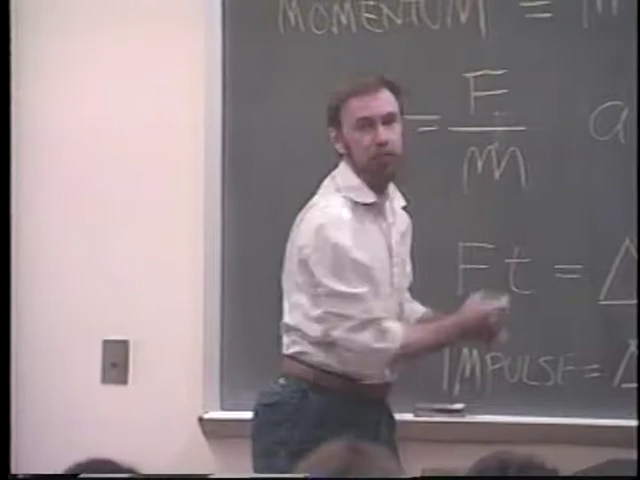 MOMENTUM =
= F/m a
Ft = Δ
IMPULSE = Δ